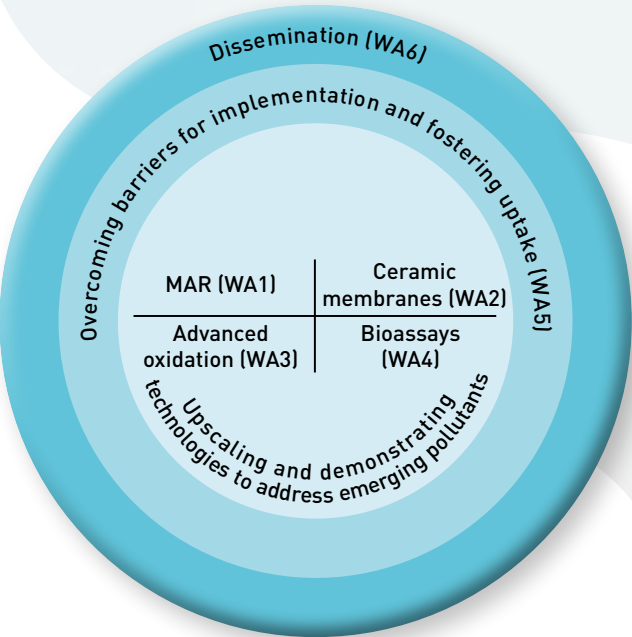 Dissemination (WA6)
Overcoming barriers for implementation and fostering uptake (WA5)
MAR (WA1)
Ceramic
membranes (WA2)
Advanced
oxidation (WA3)
Bioassays
(WA4)
Upscaling and demonstrating
technologies to address emerging pollutants